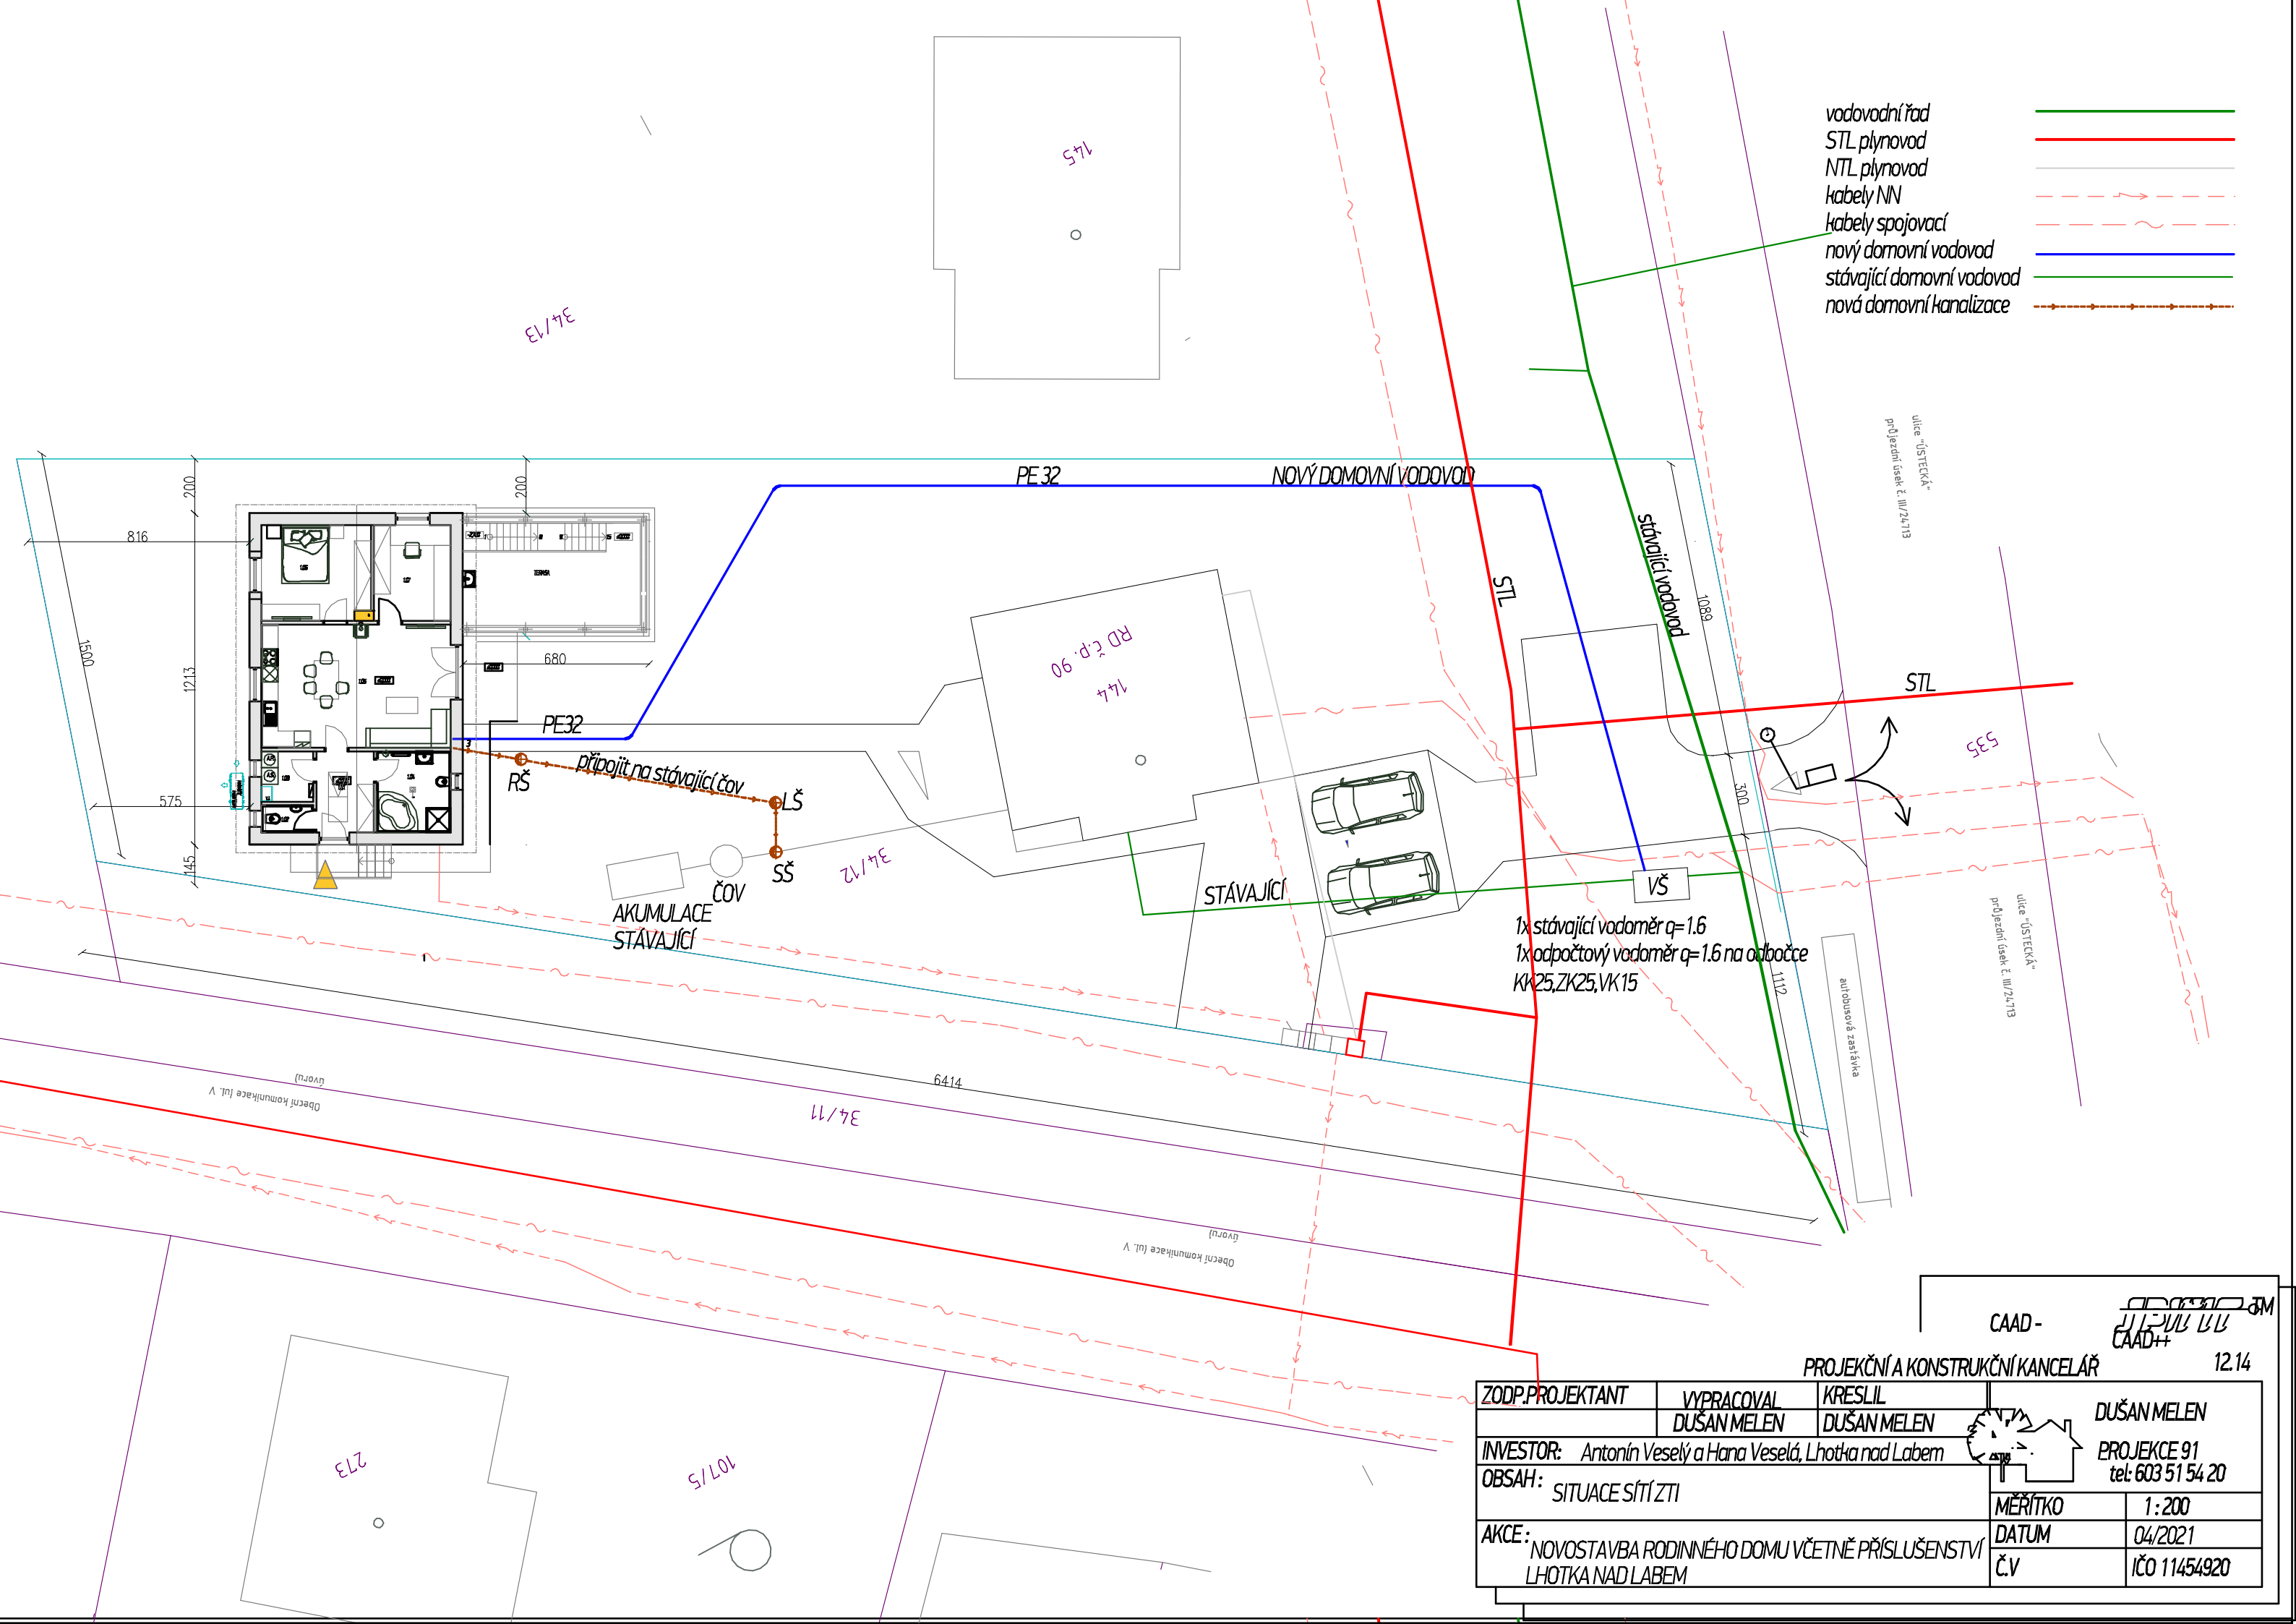 145
34/13
vodovodní řad
STL plynovod
NTL plynovod
kabely NN
kabely spojovací
nový domovní vodovod
stávající domovní vodovod
nová domovní kanalizace
ulice "ÚSTECKÁ"
průjezdní úsek č. III/24713
PE 32
NOVÝ DOMOVNÍ VODOVOD
200
200
816
1500
1213
680
575
145
TERASA
STL
stávající vodovod
1089
RD č.p. 90
144
STL
535
300
PE32
připojit na stávající čov
RŠ
LŠ
SŠ
ČOV
34/12
AKUMULACE
STÁVAJÍCÍ
STÁVAJÍCÍ
VŠ
1x stávající vodoměr q=1.6
1x odpočtový vodoměr q=1.6 na odbočce
KK25,ZK25,VK15
1112
autobusová zastávka
ulice "ÚSTECKÁ"
průjezdní úsek č. III/24713
1
6414
34/11
Obecní komunikace (ul. V
úvoru)
Obecní komunikace (ul. V
úvoru)
273
107/5
CAAD -
TM
CAAD++
PROJEKČNÍ A KONSTRUKČNÍ KANCELÁŘ
12.14
ZODP.PROJEKTANT
VYPRACOVAL
KRESLIL
DUŠAN MELEN
DUŠAN MELEN
DUŠAN MELEN
INVESTOR: Antonín Veselý a Hana Veselá, Lhotka nad Labem
PROJEKCE 91
tel: 603 51 54 20
OBSAH : SITUACE SÍTÍ ZTI
MĚŘÍTKO 1 : 200
AKCE : NOVOSTAVBA RODINNÉHO DOMU VČETNĚ PŘÍSLUŠENSTVÍ
LHOTKA NAD LABEM
DATUM 04/2021
Č.V IČO 11454920